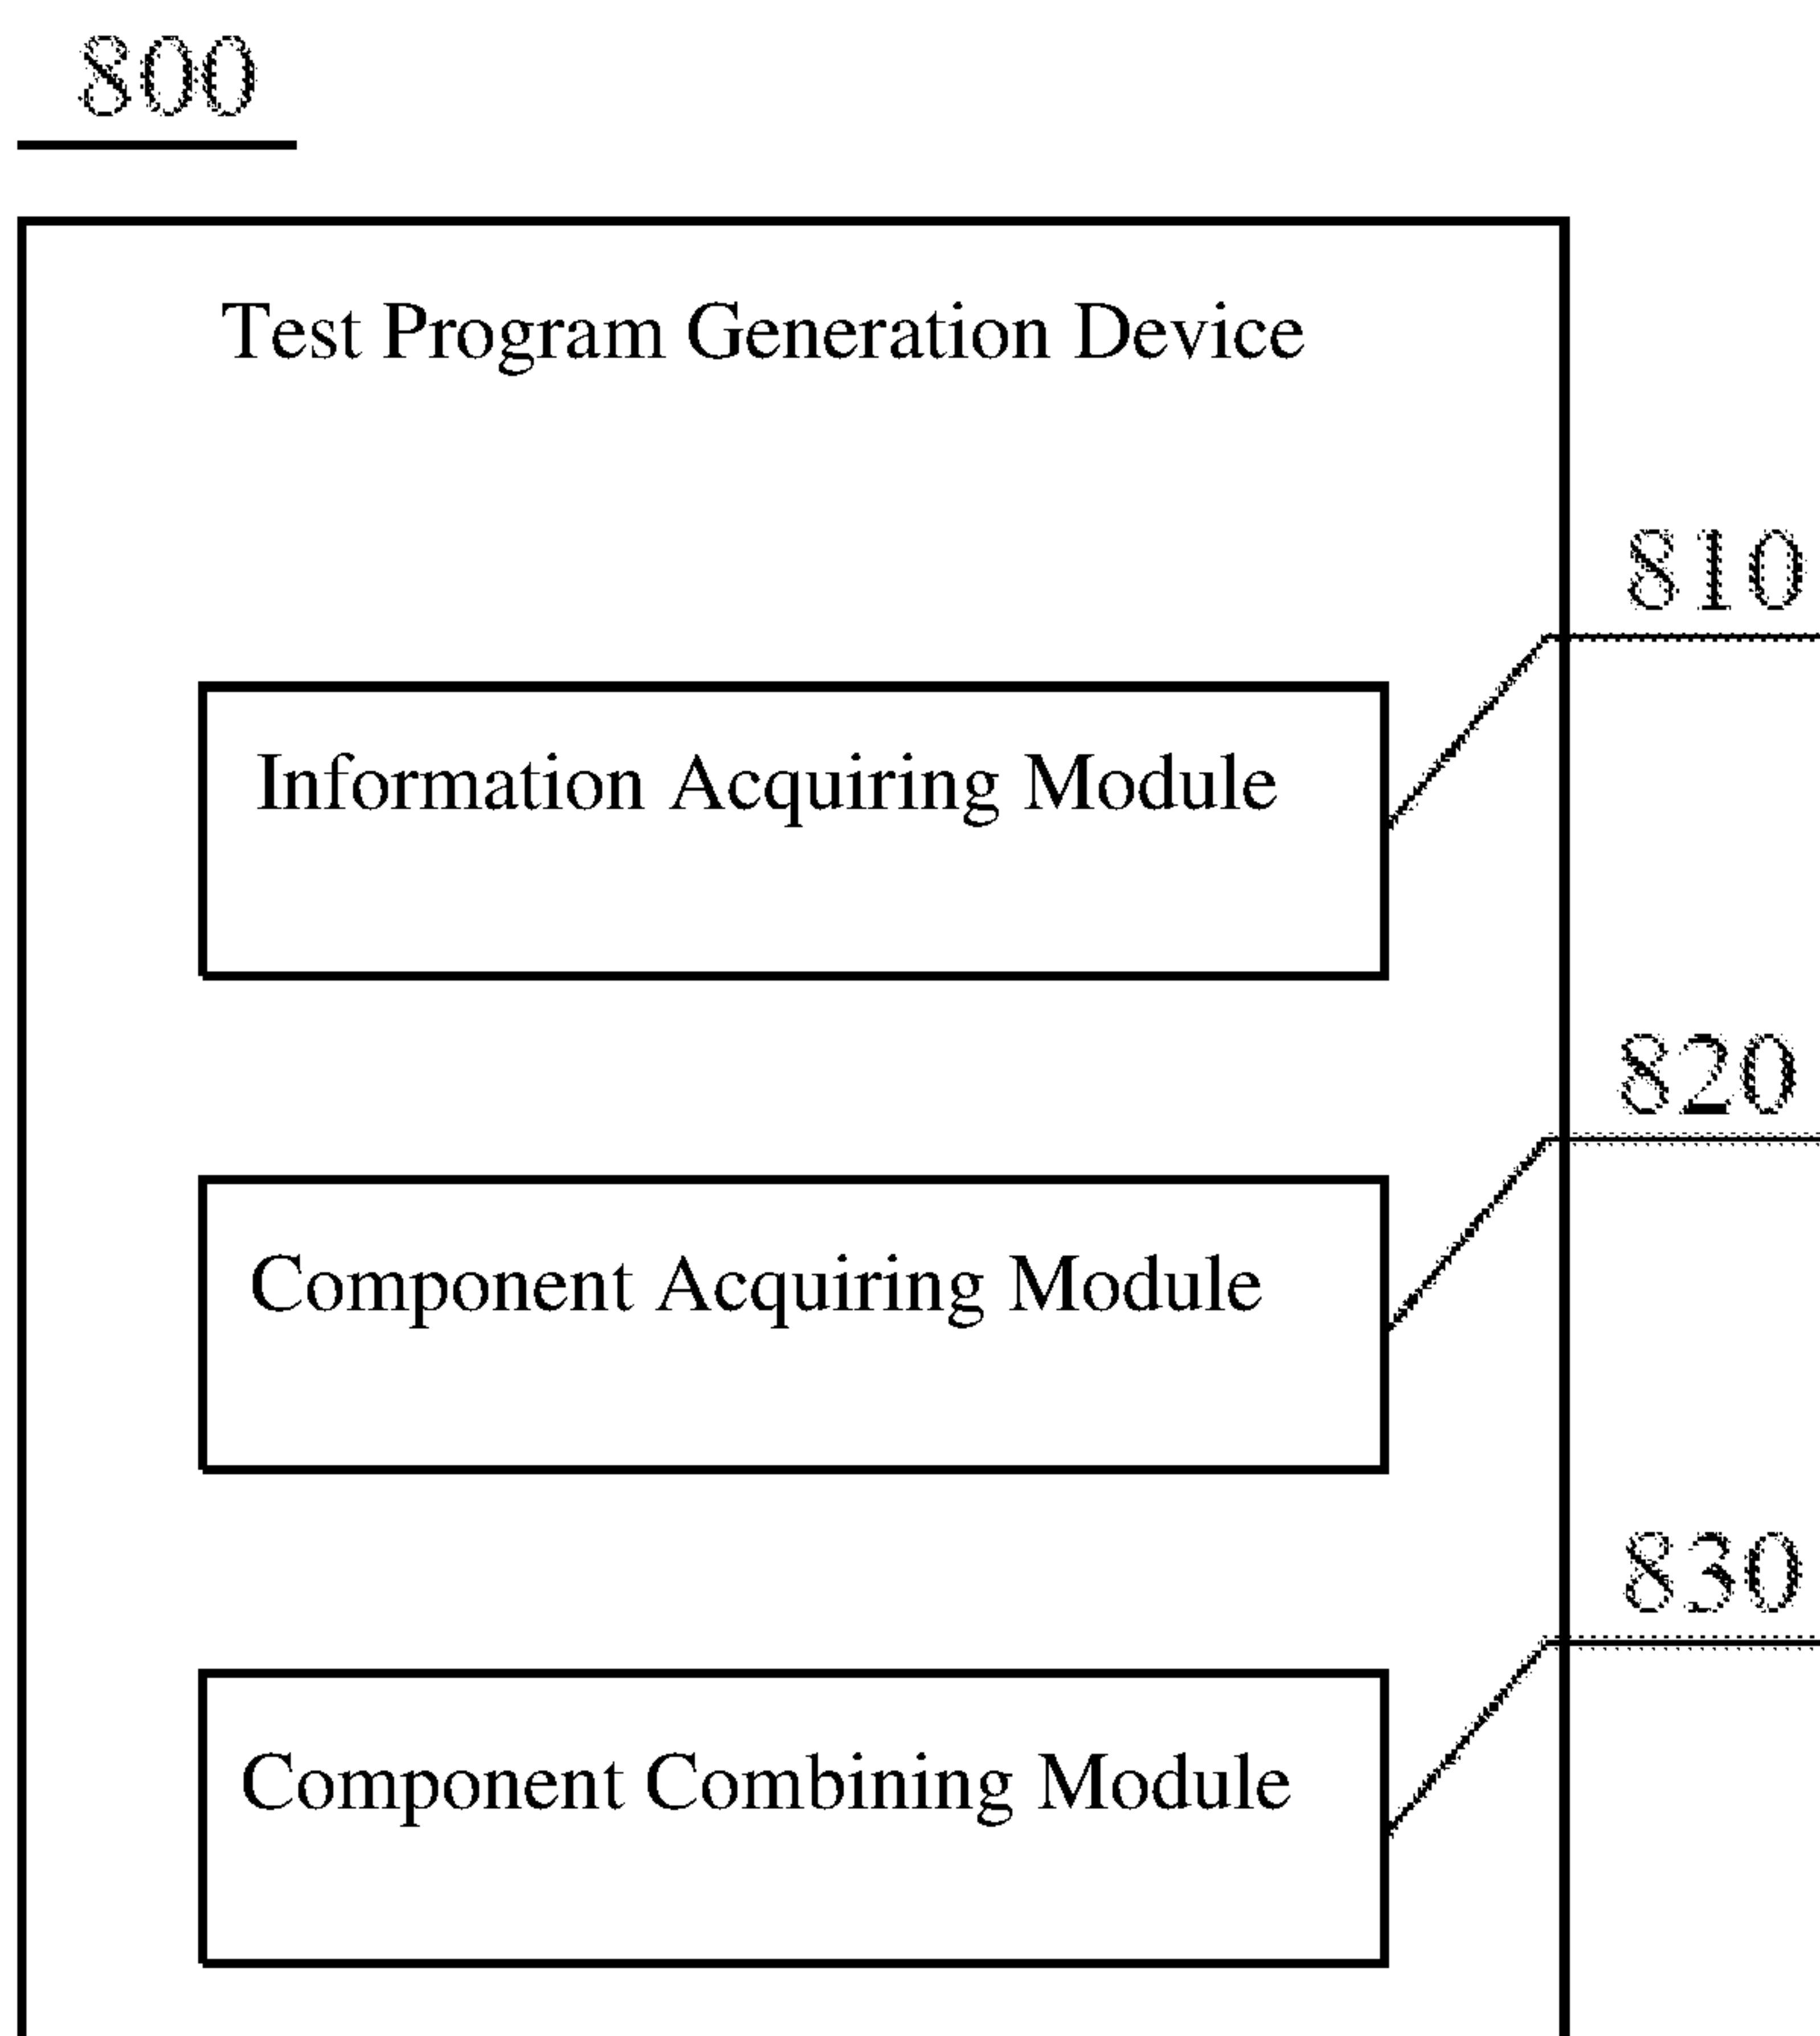 800
Test Program Generation Device
810
Information Acquiring Module
820
Component Acquiring Module
830
Component Combining Module